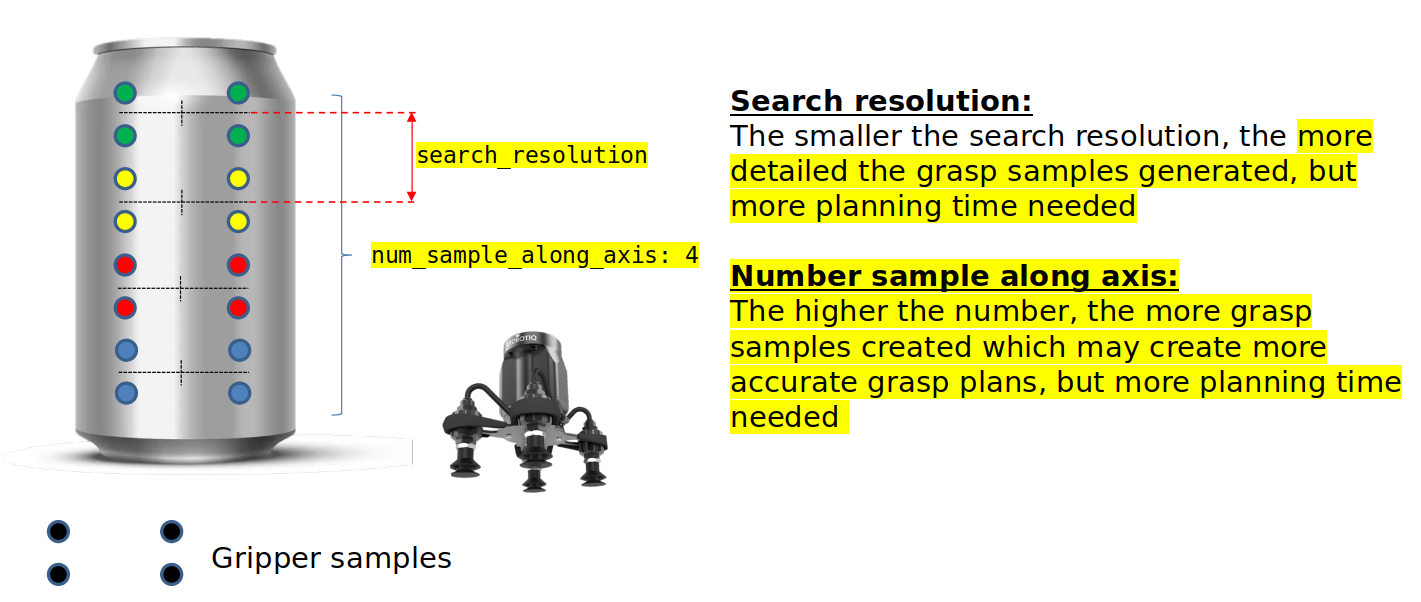 Search resolution:
The smaller the search resolution, the more
detailed the grasp samples generated, but
more planning time needed
search_resolution
num_sample_along_axis: 4
Number sample along axis:
The higher the number, the more grasp
samples created which may create more
accurate grasp plans, but more planning time
needed
ROBOTIQ
Gripper samples